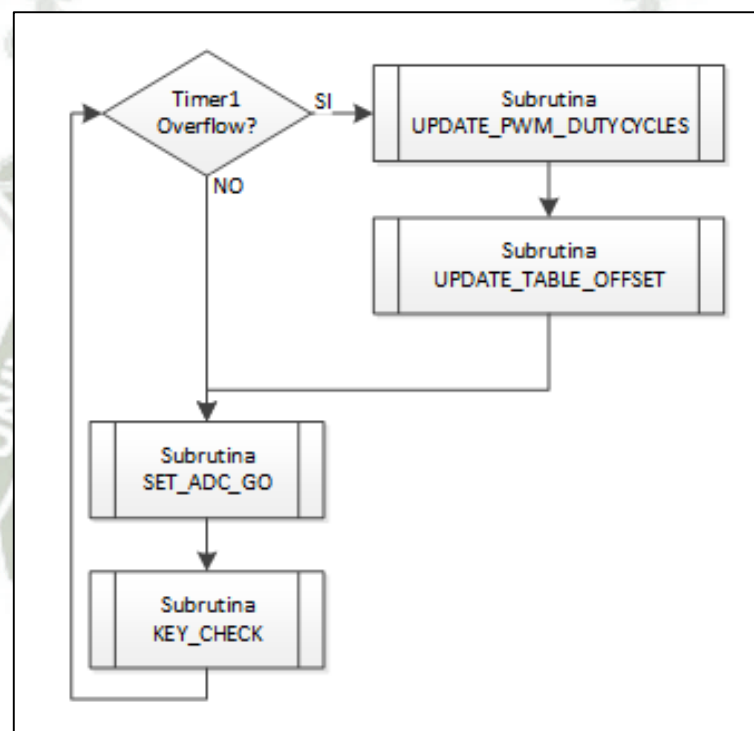 Timer1
Overflow?
SI
Subrutina
UPDATE_PWM_DUTYCYCLES
NO
Subrutina
UPDATE_TABLE_OFFSET
Subrutina
SET_ADC_GO
Subrutina
KEY_CHECK